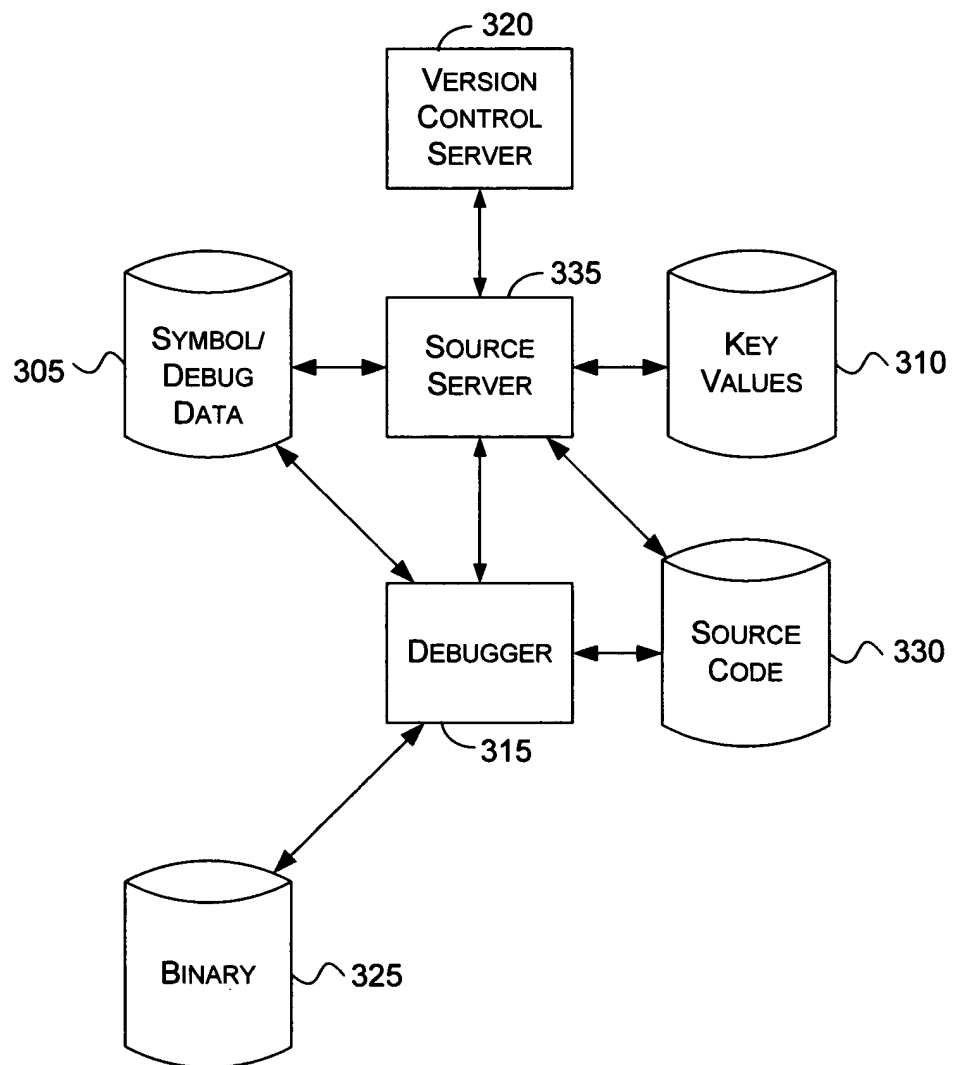 320
VERSION
CONTROL
SERVER
335
SYMBOL/
DEBUG
DATA
305
SOURCE
SERVER
KEY
VALUES
310
DEBUGGER
315
SOURCE
CODE
330
BINARY
325